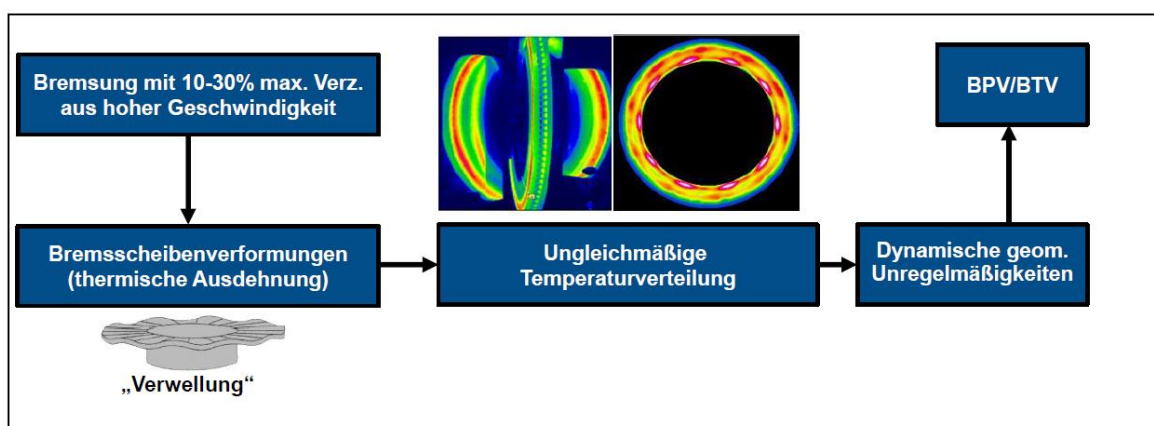 Bremsung mit 10-30% max. Verz.
aus hoher Geschwindigkeit
BPV/BTV
Bremsscheibenverformungen
(thermische Ausdehnung)
Ungleichmäßige
Temperaturverteilung
Dynamische geom.
Unregelmäßigkeiten
„Verwellung“